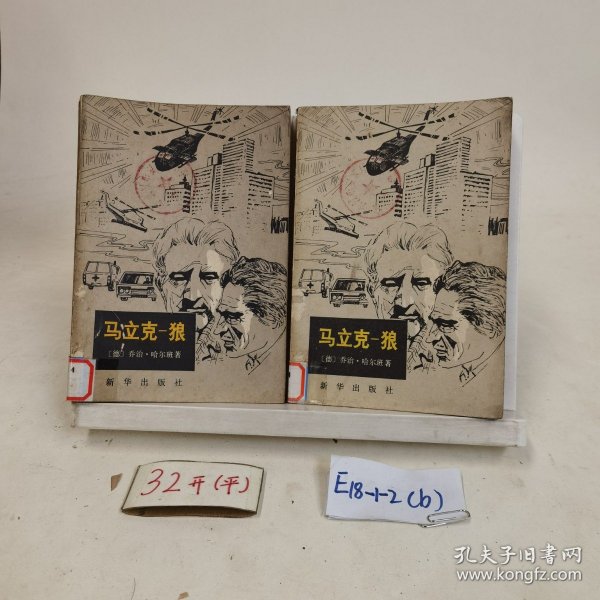 马立克-狼
〔德〕乔治·哈尔班著
新华出版社
马立克-狼
〔德〕乔治·哈尔班著
新华出版社
32开(平)
E18-1-2(b)
孔夫子旧书网
www.kongfz.com